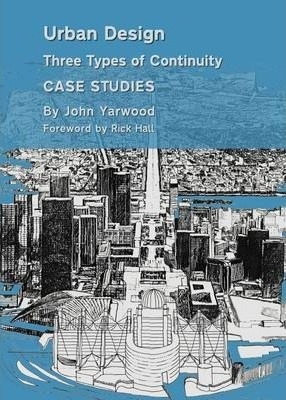 Urban Design
Three Types of Continuity
CASE STUDIES
By John Yarwood
Foreword by Rick Hall